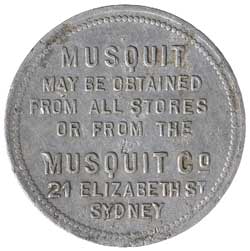 MUSQUIT
MAY BE OBTAINED
FROM ALL STORES
OR FROM THE
MUSQUIT CO
21 ELIZABETH ST
SYDNEY